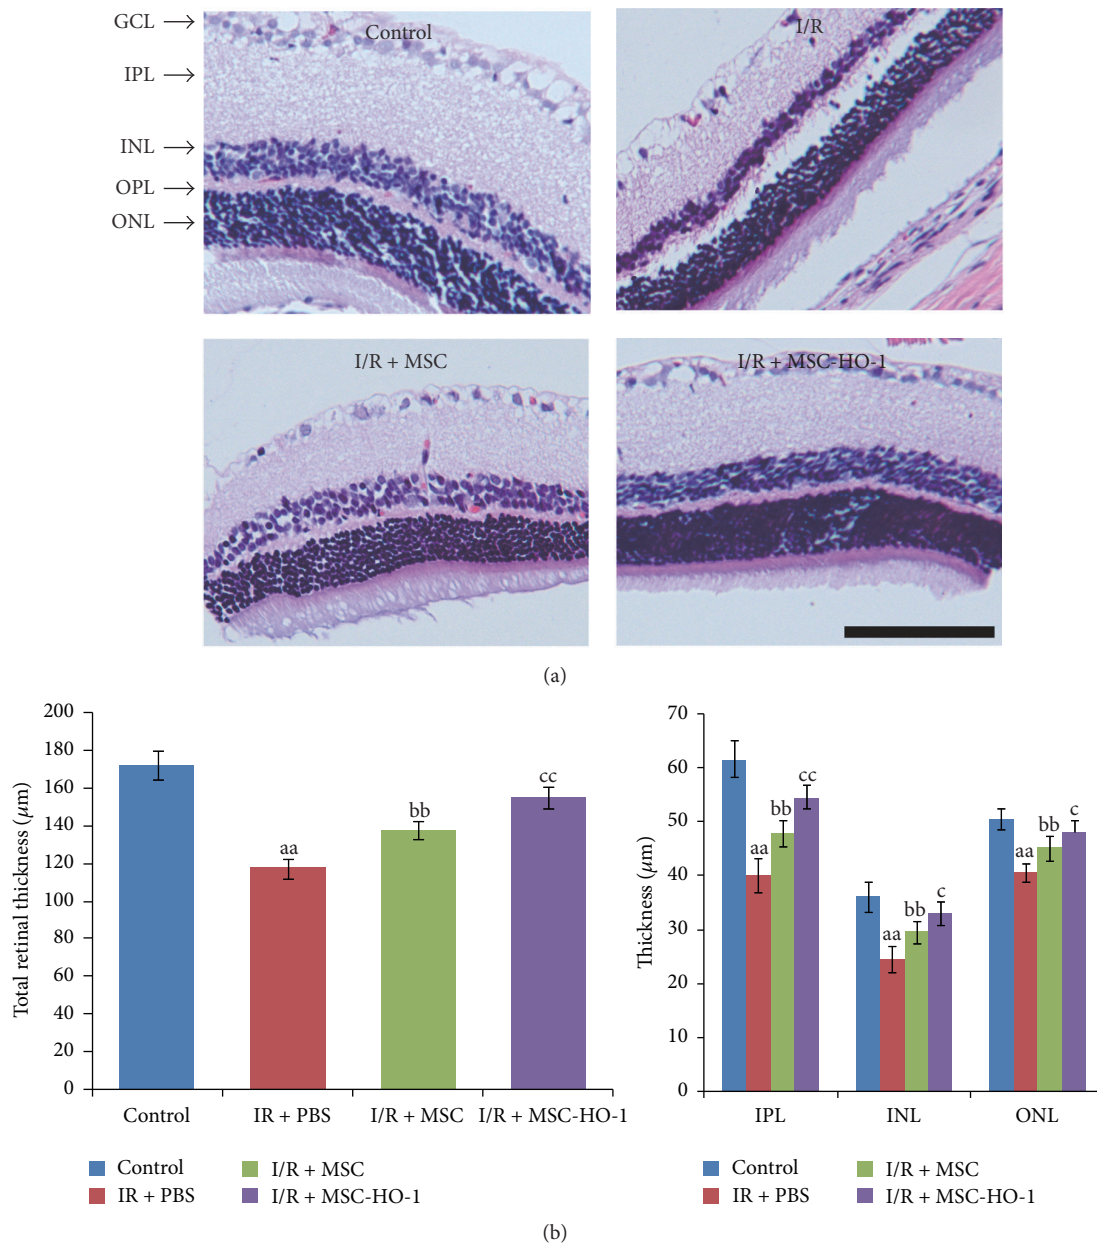 GCL
IPL
INL
OPL
ONL
Control
I/R
I/R + MSC
I/R + MSC-HO-1
(a)
Total retinal thickness (μm)
200
180
160
140
120
100
80
60
40
20
0
aa
bb
cc
Control
IR + PBS
I/R + MSC
I/R + MSC-HO-1
Control
I/R + MSC
IR + PBS
I/R + MSC-HO-1
Thickness (μm)
70
60
50
40
30
20
10
0
aa
bb
cc
aa
bb
c
aa
bb
c
IPL
INL
ONL
Control
I/R + MSC
IR + PBS
I/R + MSC-HO-1
(b)